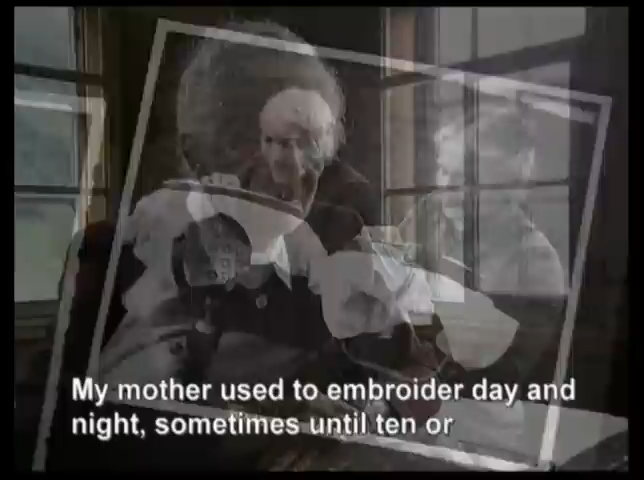 My mother used to embroider day and
night, sometimes until ten or